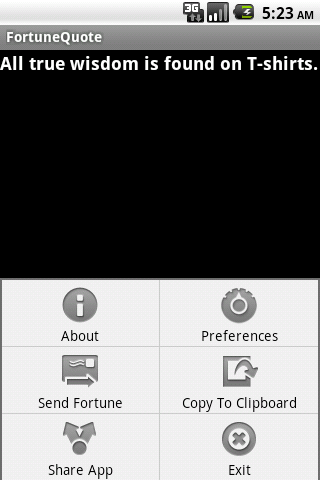 3G 5:23 AM
FortuneQuote
All true wisdom is found on T-shirts.
About Preferences
Send Fortune Copy To Clipboard
Share App Exit